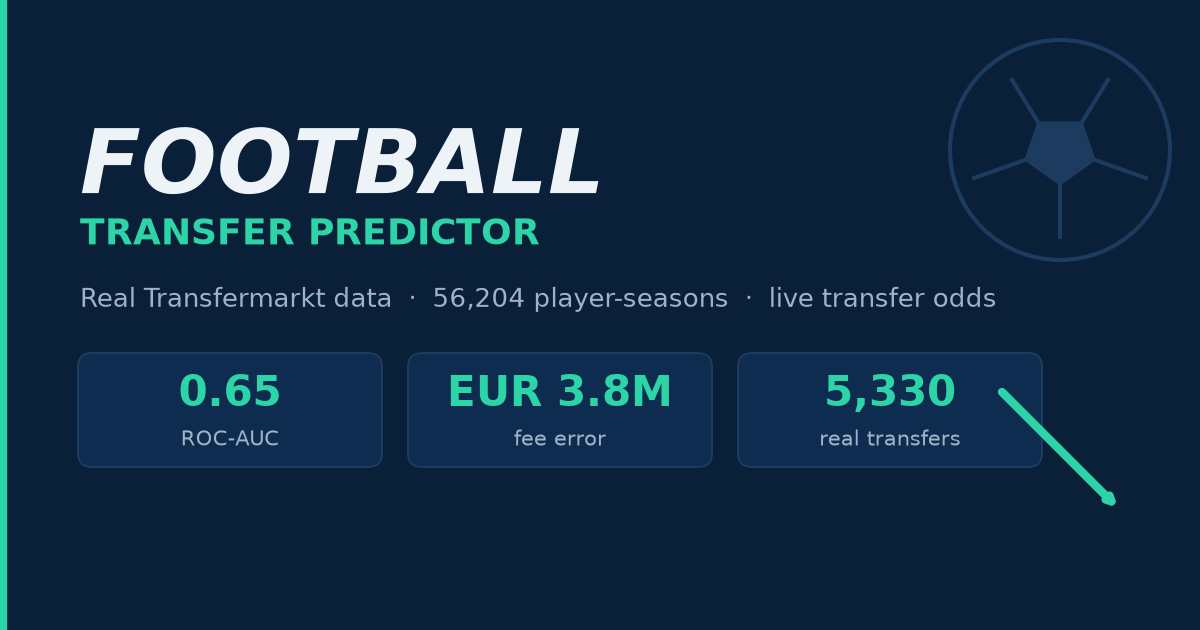 FOOTBALL
TRANSFER PREDICTOR
Real Transfermarkt data · 56,204 player-seasons · live transfer odds
0.65 EUR 3.8M 5,330
ROC-AUC fee error real transfers